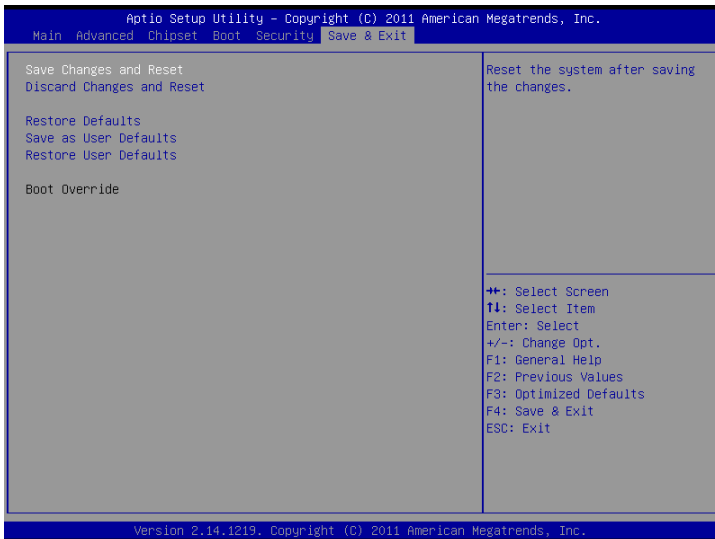 Aptio Setup Utility – Copyright (C) 2011 American Megatrends, Inc.
Main Advanced Chipset Boot Security Save & Exit
Save Changes and Reset
Discard Changes and Reset
Restore Defaults
Save as User Defaults
Restore User Defaults
Boot Override
Reset the system after saving
the changes.
→←: Select Screen
↑↓: Select Item
Enter: Select
+/-: Change Opt.
F1: General Help
F2: Previous Values
F3: Optimized Defaults
F4: Save & Exit
ESC: Exit
Version 2.14.1219. Copyright (C) 2011 American Megatrends, Inc.